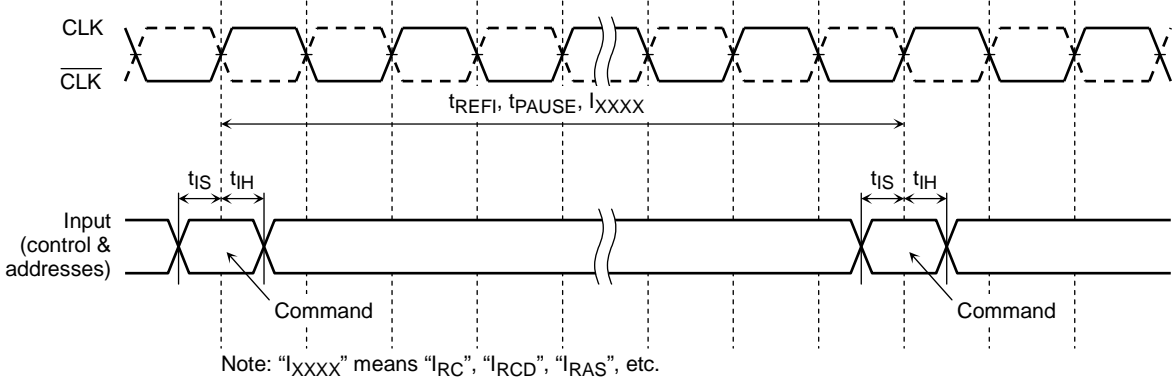 CLK
CLK
tREFI, tPAUSE, IXXXX
tIS
tIH
tIS
tIH
Input
(control &
addresses)
Command
Command
Note: “IXXXX” means “IRC”, “IRCD”, “IRAS”, etc.